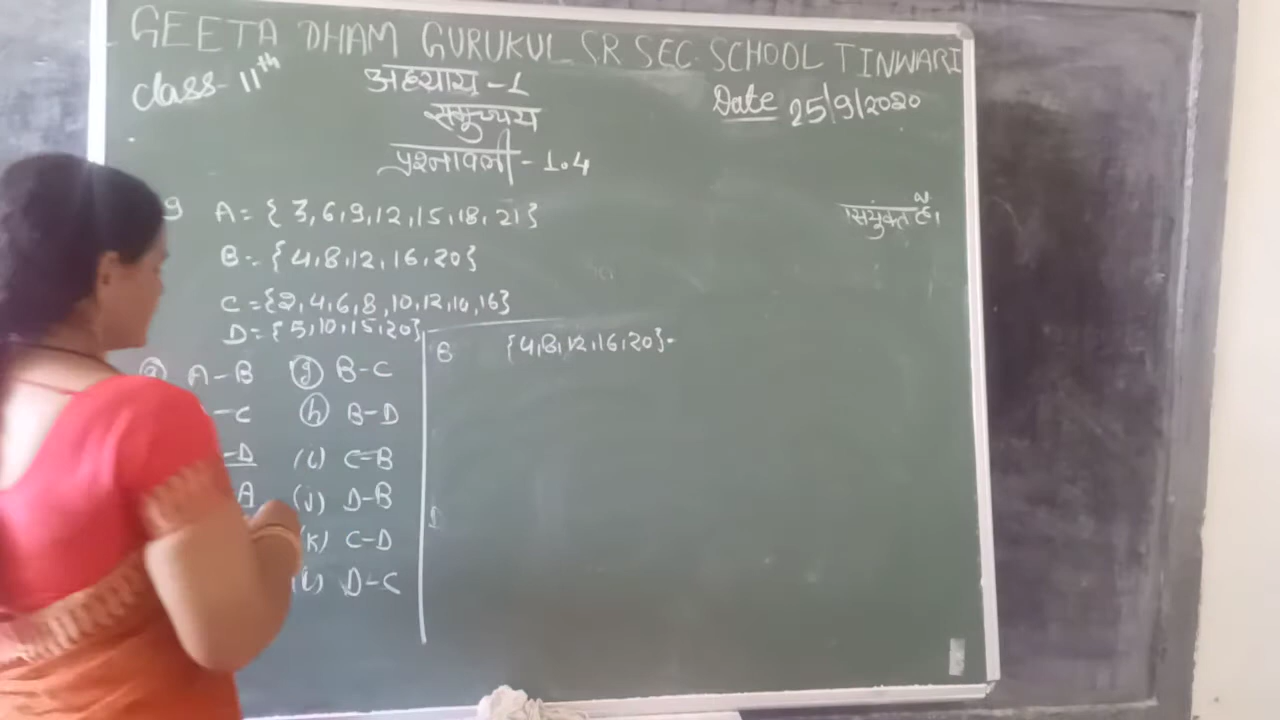 GEETA DHAM GURUKUL SR SEC. SCHOOL TINWARI
class- 11th
अध्याय-1
Date 25/9/2020
समुच्चय
प्रश्नावली-1.4
9 A= {3,6,9,12,15,18,21}
संयुक्त है।
B= {4,8,12,16,20}
C={2,4,6,8,10,12,14,16}
D={5,10,15,20}
B {4,8,12,16,20}-
(a) A-B (g) B-C
-C (h) B-D
-D (i) C-B
A (j) D-B
D
(k) C-D
(l) D-C